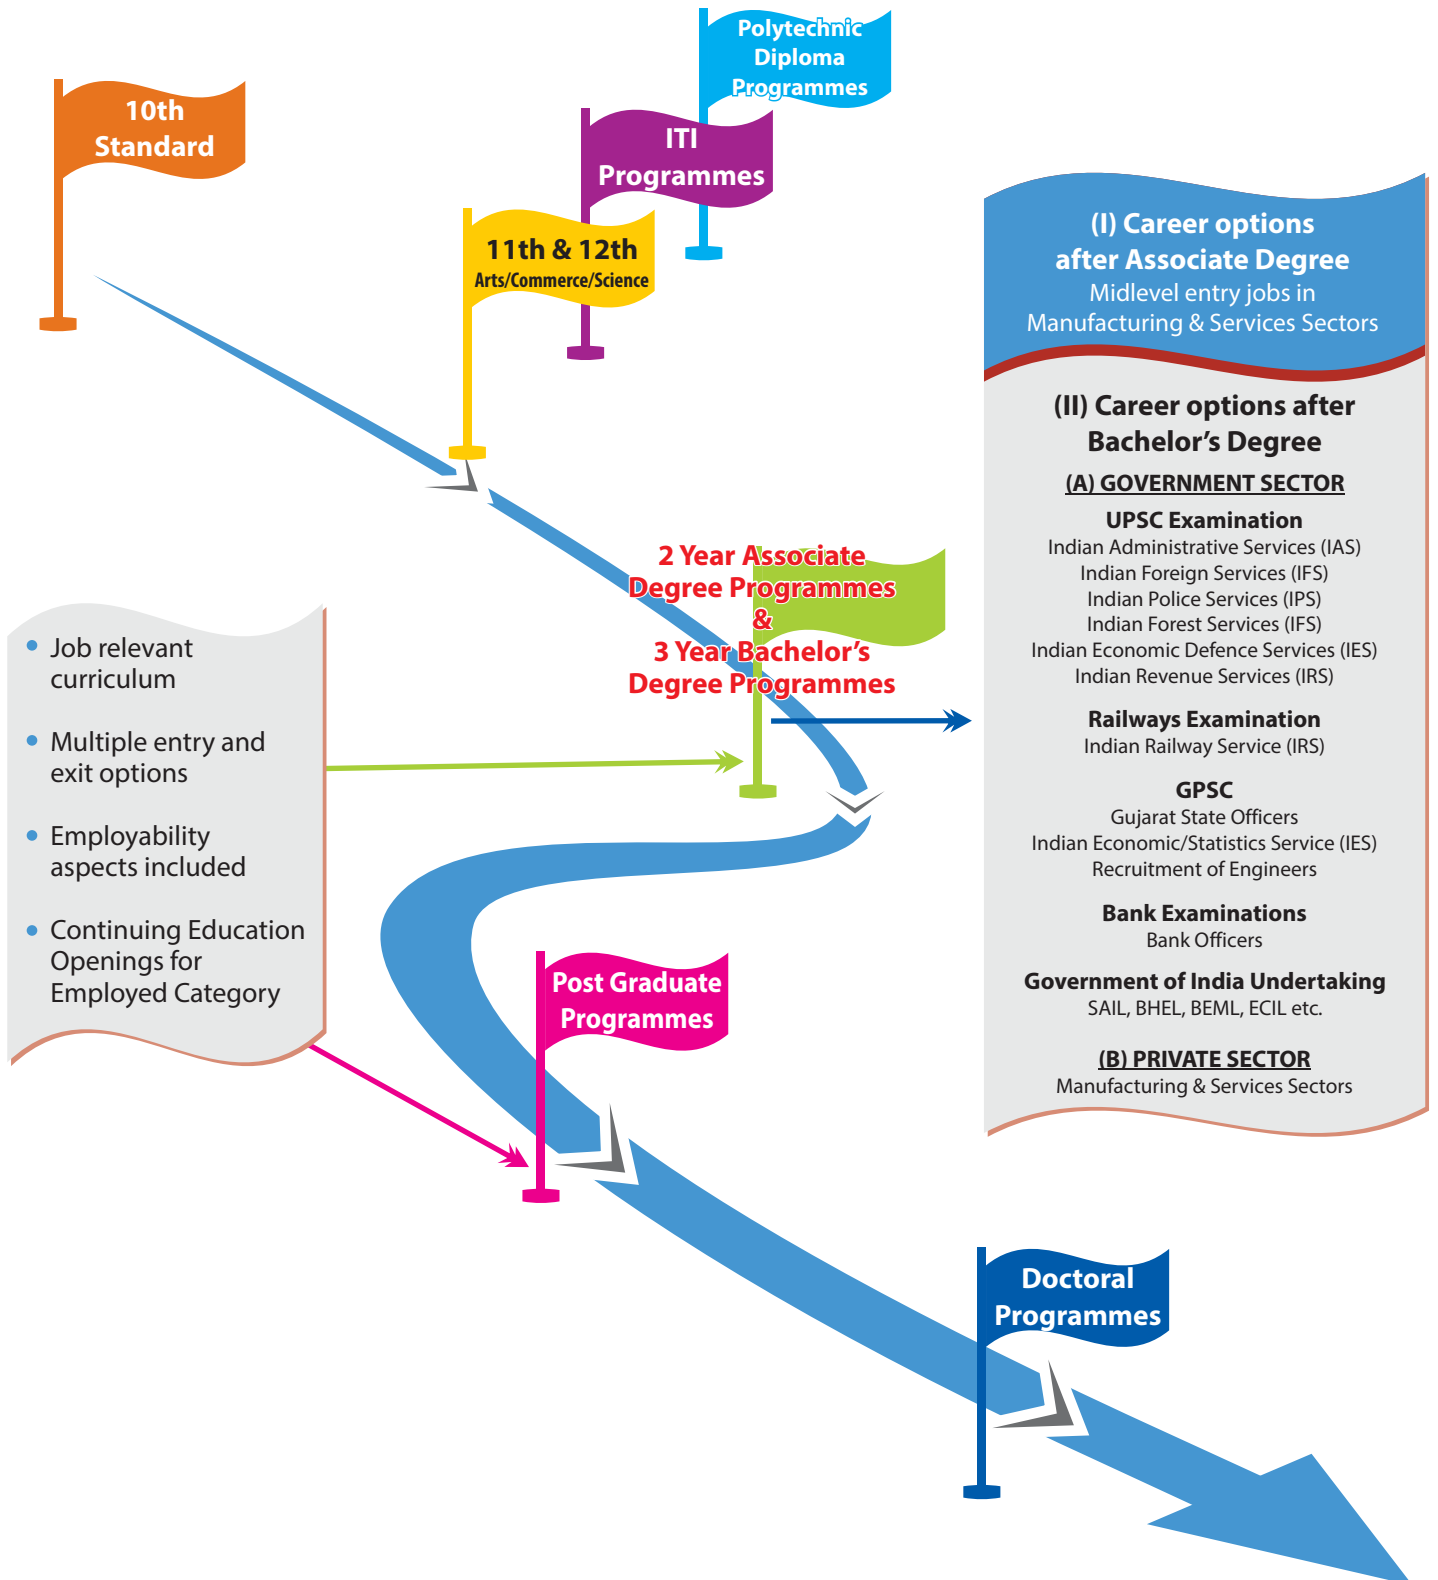 Polytechnic
Diploma
Programmes
10th
Standard
ITI
Programmes
11th & 12th
Arts/Commerce/Science
(I) Career options
after Associate Degree
Midlevel entry jobs in
Manufacturing & Services Sectors
(II) Career options after
Bachelor's Degree
(A) GOVERNMENT SECTOR
UPSC Examination
Indian Administrative Services (IAS)
Indian Foreign Services (IFS)
Indian Police Services (IPS)
Indian Forest Services (IFS)
Indian Economic Defence Services (IES)
Indian Revenue Services (IRS)
Railways Examination
Indian Railway Service (IRS)
GPSC
Gujarat State Officers
Indian Economic/Statistics Service (IES)
Recruitment of Engineers
Bank Examinations
Bank Officers
Government of India Undertaking
SAIL, BHEL, BEML, ECIL etc.
(B) PRIVATE SECTOR
Manufacturing & Services Sectors
2 Year Associate
Degree Programmes
&
3 Year Bachelor's
Degree Programmes
• Job relevant
curriculum
• Multiple entry and
exit options
• Employability
aspects included
• Continuing Education
Openings for
Employed Category
Post Graduate
Programmes
Doctoral
Programmes